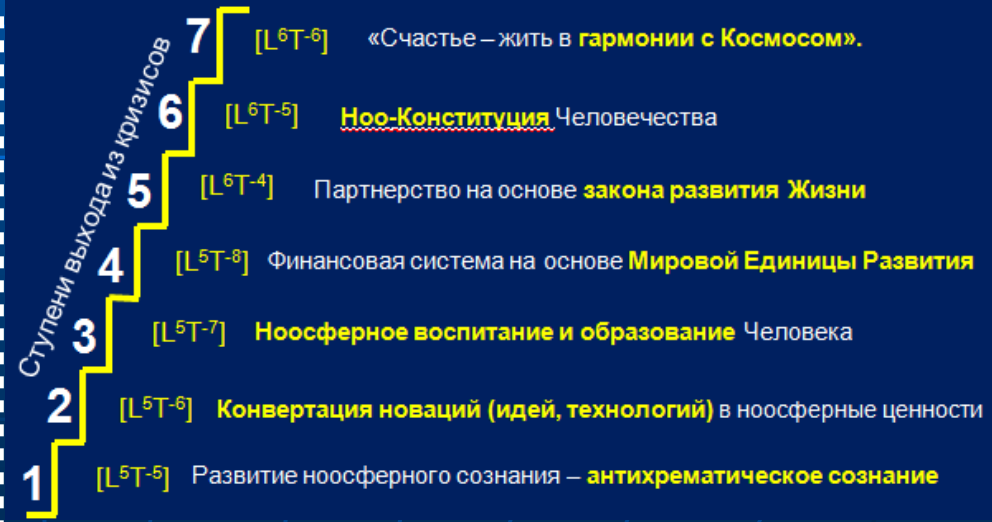 Ступени выхода из кризисов
7 [L⁶T⁻⁶] «Счастье – жить в гармонии с Космосом».
6 [L⁶T⁻⁵] Ноо-Конституция Человечества
5 [L⁶T⁻⁴] Партнерство на основе закона развития Жизни
4 [L⁵T⁻⁸] Финансовая система на основе Мировой Единицы Развития
3 [L⁵T⁻⁷] Ноосферное воспитание и образование Человека
2 [L⁵T⁻⁶] Конвертация новаций (идей, технологий) в ноосферные ценности
1 [L⁵T⁻⁵] Развитие ноосферного сознания – антихрематическое сознание